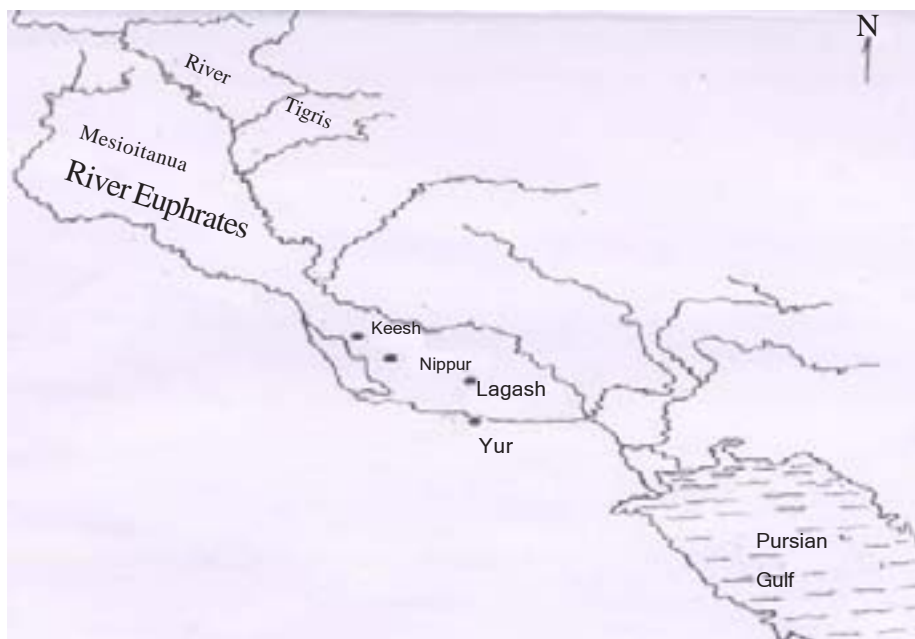 N
River
Tigris
Mesioitanua
River Euphrates
Keesh
Nippur
Lagash
Yur
Pursian
Gulf